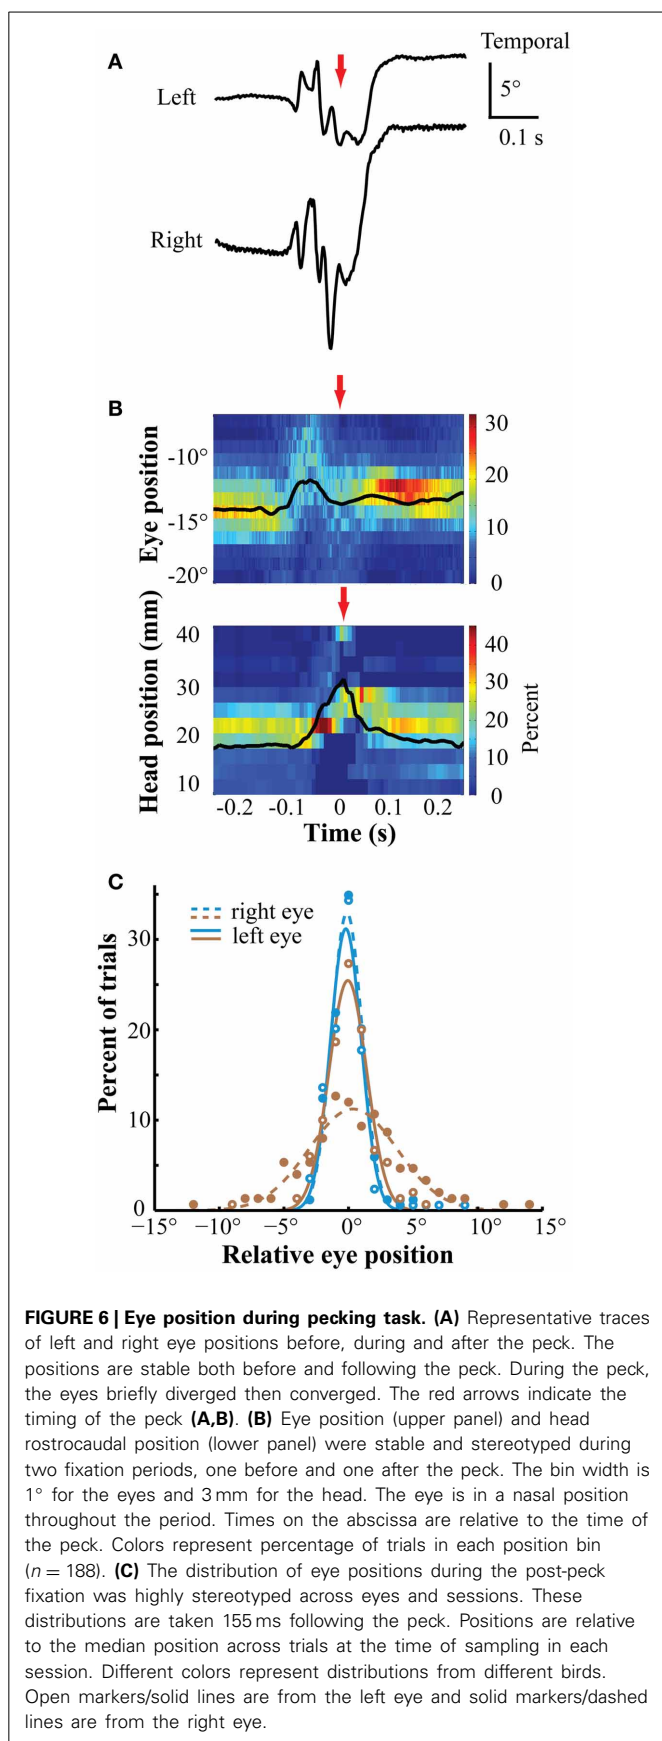 A
Temporal
Left
5°
0.1 s
Right
B
Eye position
-10°
-15°
-20°
30
20
10
0
Head position (mm)
40
30
20
10
40
30
20
10
0
Percent
-0.2 -0.1 0 0.1 0.2
Time (s)
C
right eye
left eye
Percent of trials
30
20
10
0
−15° −10° −5° 0° 5° 10° 15°
Relative eye position
FIGURE 6 | Eye position during pecking task. (A) Representative traces
of left and right eye positions before, during and after the peck. The
positions are stable both before and following the peck. During the peck,
the eyes briefly diverged then converged. The red arrows indicate the
timing of the peck (A,B). (B) Eye position (upper panel) and head
rostrocaudal position (lower panel) were stable and stereotyped during
two fixation periods, one before and one after the peck. The bin width is
1° for the eyes and 3 mm for the head. The eye is in a nasal position
throughout the period. Times on the abscissa are relative to the time of
the peck. Colors represent percentage of trials in each position bin
(n = 188). (C) The distribution of eye positions during the post-peck
fixation was highly stereotyped across eyes and sessions. These
distributions are taken 155 ms following the peck. Positions are relative
to the median position across trials at the time of sampling in each
session. Different colors represent distributions from different birds.
Open markers/solid lines are from the left eye and solid markers/dashed
lines are from the right eye.